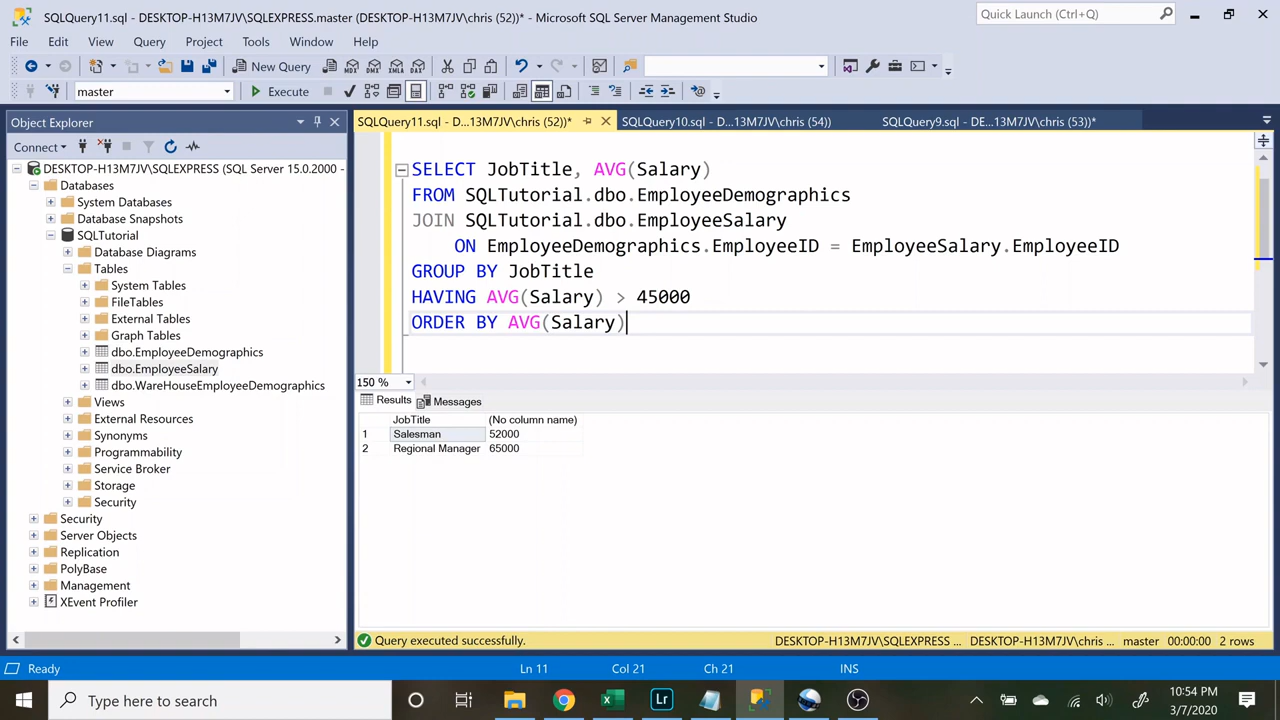 SQLQuery11.sql - DESKTOP-H13M7JV\SQLEXPRESS.master (DESKTOP-H13M7JV\chris (52))* - Microsoft SQL Server Management Studio
Quick Launch (Ctrl+Q)
File Edit View Query Project Tools Window Help
New Query
MDX DMX XMLA DAX
master
Execute
Object Explorer
SQLQuery11.sql - D...13M7JV\chris (52))*
SQLQuery10.sql - D...13M7JV\chris (54))
SQLQuery9.sql - DE...13M7JV\chris (53))*
Connect
DESKTOP-H13M7JV\SQLEXPRESS (SQL Server 15.0.2000 -
Databases
System Databases
Database Snapshots
SQLTutorial
Database Diagrams
Tables
System Tables
FileTables
External Tables
Graph Tables
dbo.EmployeeDemographics
dbo.EmployeeSalary
dbo.WareHouseEmployeeDemographics
Views
External Resources
Synonyms
Programmability
Service Broker
Storage
Security
Security
Server Objects
Replication
PolyBase
Management
XEvent Profiler
SELECT JobTitle, AVG(Salary)
FROM SQLTutorial.dbo.EmployeeDemographics
JOIN SQLTutorial.dbo.EmployeeSalary
ON EmployeeDemographics.EmployeeID = EmployeeSalary.EmployeeID
GROUP BY JobTitle
HAVING AVG(Salary) > 45000
ORDER BY AVG(Salary)
150 %
Results Messages
JobTitle (No column name)
1 Salesman 52000
2 Regional Manager 65000
Query executed successfully.
DESKTOP-H13M7JV\SQLEXPRESS ... DESKTOP-H13M7JV\chris ... master 00:00:00 2 rows
Ready Ln 11 Col 21 Ch 21 INS
Type here to search
Lr
10:54 PM
3/7/2020